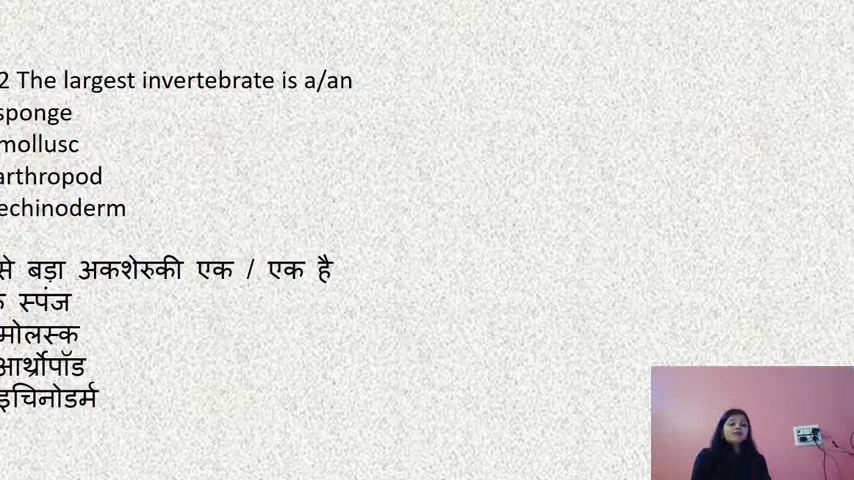 2 The largest invertebrate is a/an
sponge
mollusc
arthropod
echinoderm
से बड़ा अकशेरुकी एक / एक है
स्पंज
मोलस्क
आर्थ्रोपॉड
इचिनोडर्म